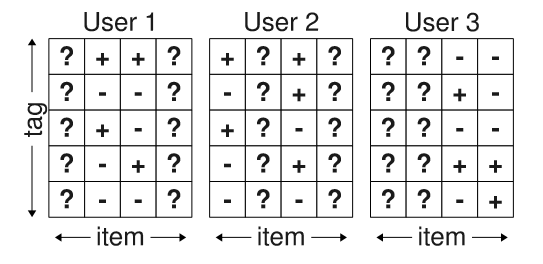 User 1 User 2 User 3
? + + ? + ? + ? ? ? - -
? - - ? - ? + ? ? ? + -
? + - ? + ? - ? ? ? - -
? - + ? - ? + ? ? ? + +
? - - ? - ? - ? ? ? - +
tag
item item item